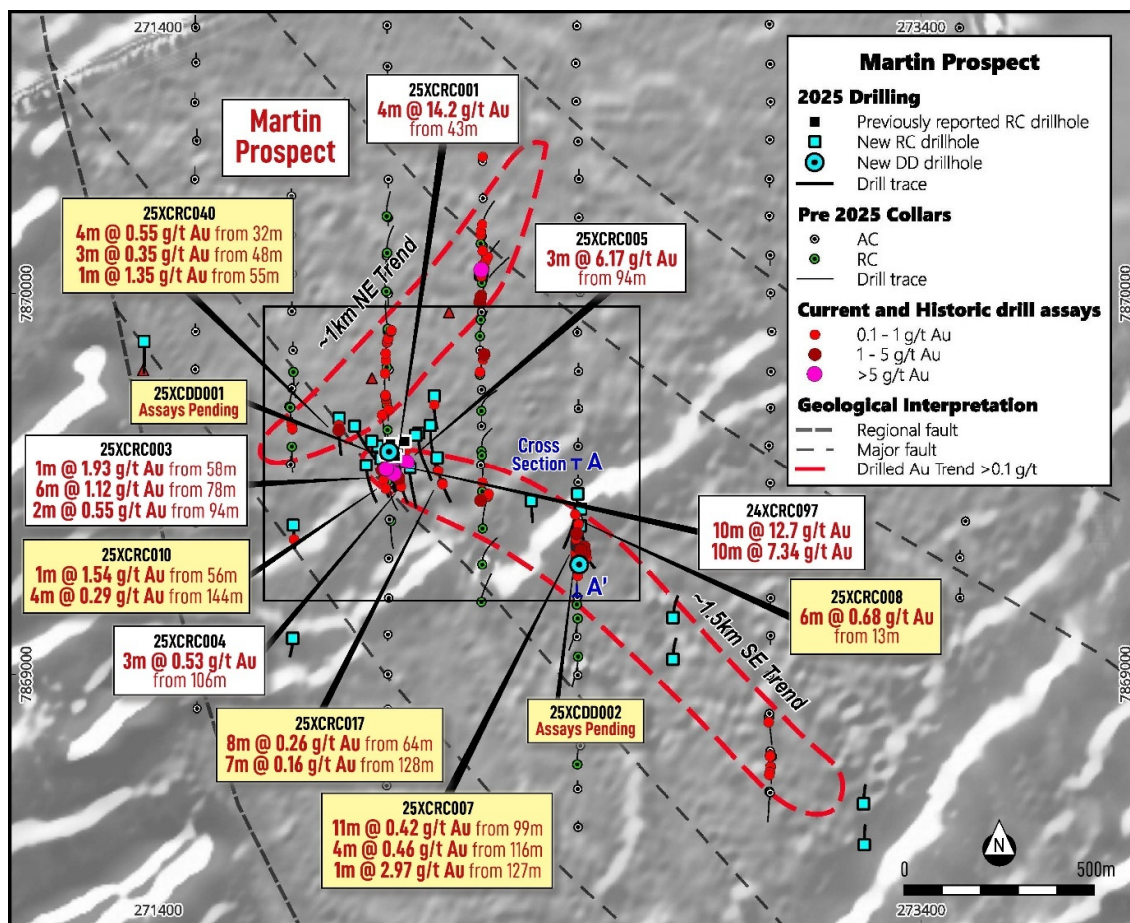 271400
273400
Martin Prospect
2025 Drilling
Previously reported RC drillhole
New RC drillhole
New DD drillhole
Drill trace
Pre 2025 Collars
AC
RC
Drill trace
Current and Historic drill assays
0.1 - 1 g/t Au
1 - 5 g/t Au
>5 g/t Au
Geological Interpretation
Regional fault
Major fault
Drilled Au Trend >0.1 g/t
25XCRC001
4m @ 14.2 g/t Au
from 43m
Martin
Prospect
25XCRC040
4m @ 0.55 g/t Au from 32m
3m @ 0.35 g/t Au from 48m
1m @ 1.35 g/t Au from 55m
25XCRC005
3m @ 6.17 g/t Au
from 94m
~1km NE Trend
7870000
7870000
25XCDD001
Assays Pending
25XCRC003
1m @ 1.93 g/t Au from 58m
6m @ 1.12 g/t Au from 78m
2m @ 0.55 g/t Au from 94m
Cross
Section
A
A'
24XCRC097
10m @ 12.7 g/t Au
10m @ 7.34 g/t Au
25XCRC010
1m @ 1.54 g/t Au from 56m
4m @ 0.29 g/t Au from 144m
25XCRC008
6m @ 0.68 g/t Au
from 13m
25XCRC004
3m @ 0.53 g/t Au
from 106m
~1.5km SE Trend
7869000
7869000
25XCRC017
8m @ 0.26 g/t Au from 64m
7m @ 0.16 g/t Au from 128m
25XCDD002
Assays Pending
25XCRC007
11m @ 0.42 g/t Au from 99m
4m @ 0.46 g/t Au from 116m
1m @ 2.97 g/t Au from 127m
N
0
500m
271400
273400